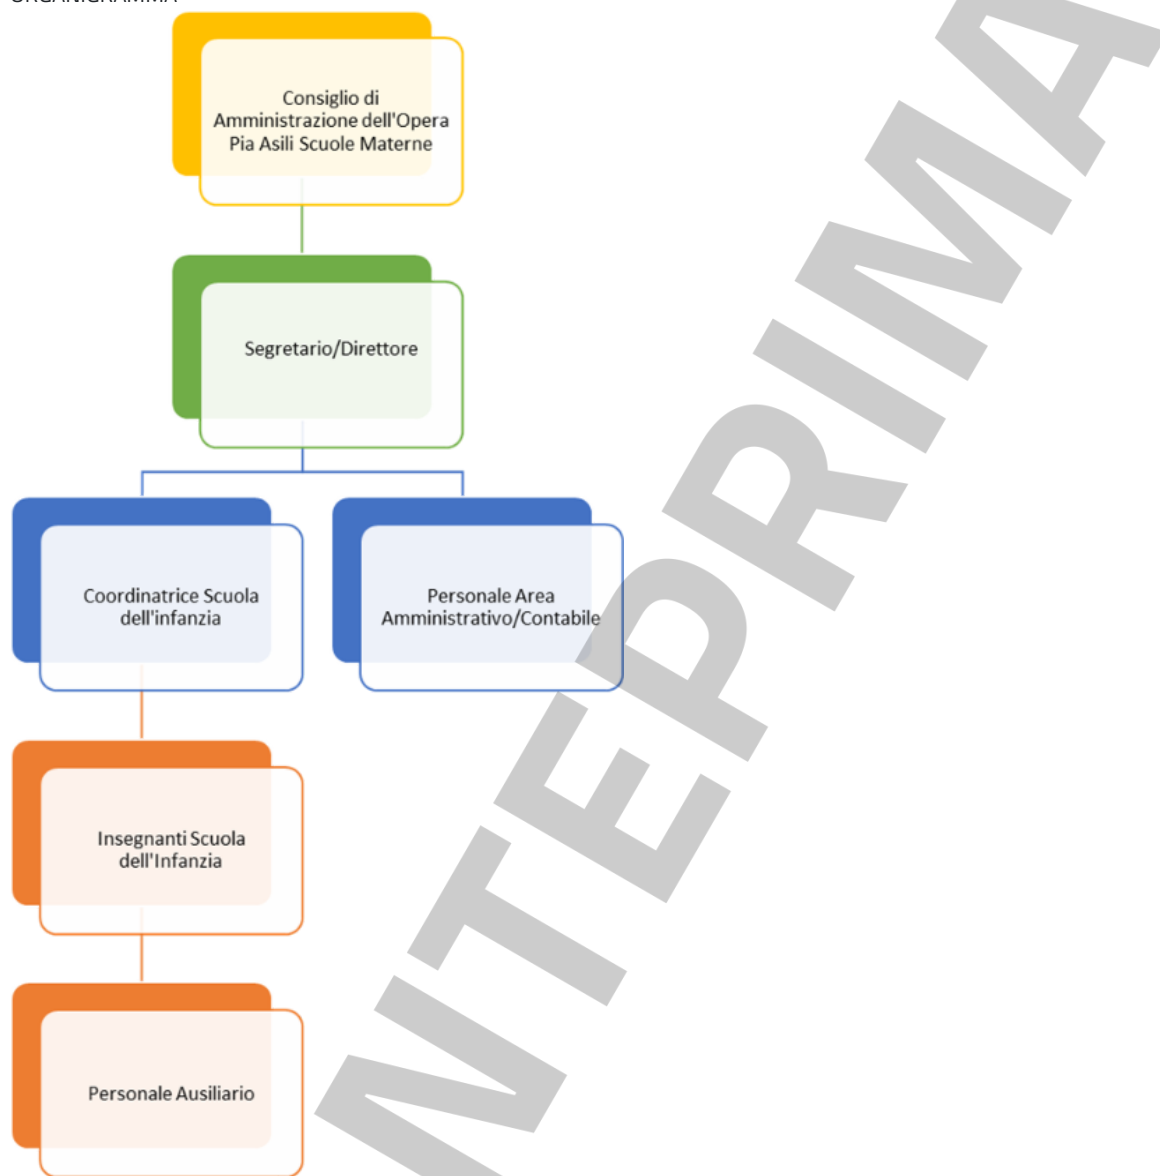 ORGANIGRAMMA
Consiglio di
Amministrazione dell'Opera
Pia Asili Scuole Materne
Segretario/Direttore
Coordinatrice Scuola
dell'infanzia
Personale Area
Amministrativo/Contabile
Insegnanti Scuola
dell'Infanzia
Personale Ausiliario
NTEPRIMA